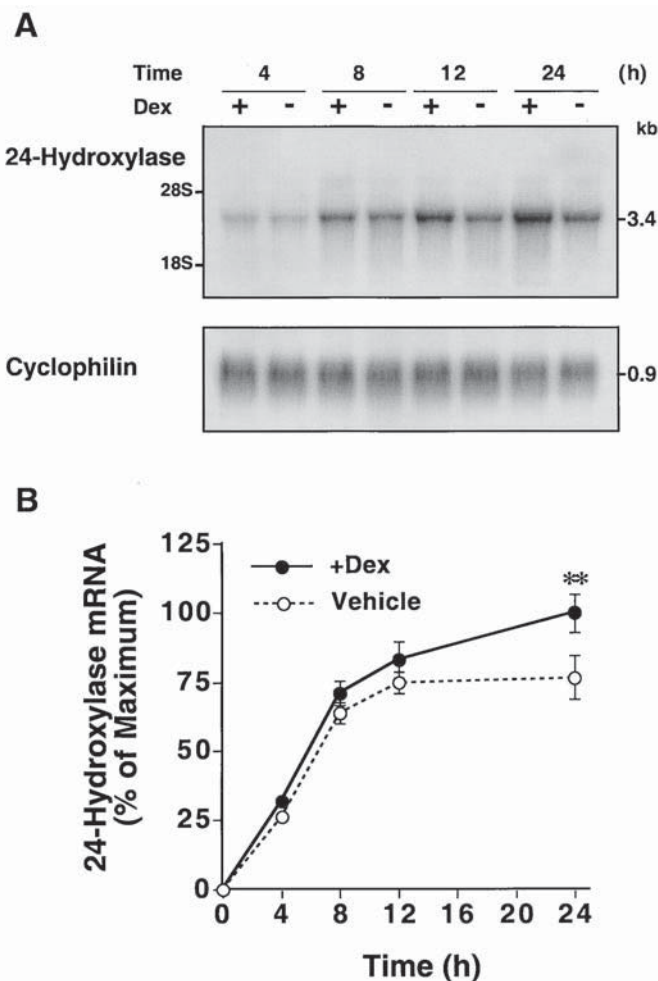 A
Time 4 8 12 24 (h)
Dex + - + - + - + -
kb
24-Hydroxylase
28S
3.4
18S
Cyclophilin
0.9
B
24-Hydroxylase mRNA
(% of Maximum)
125
100
75
50
25
0
+Dex
Vehicle
**
0 4 8 12 16 20 24
Time (h)